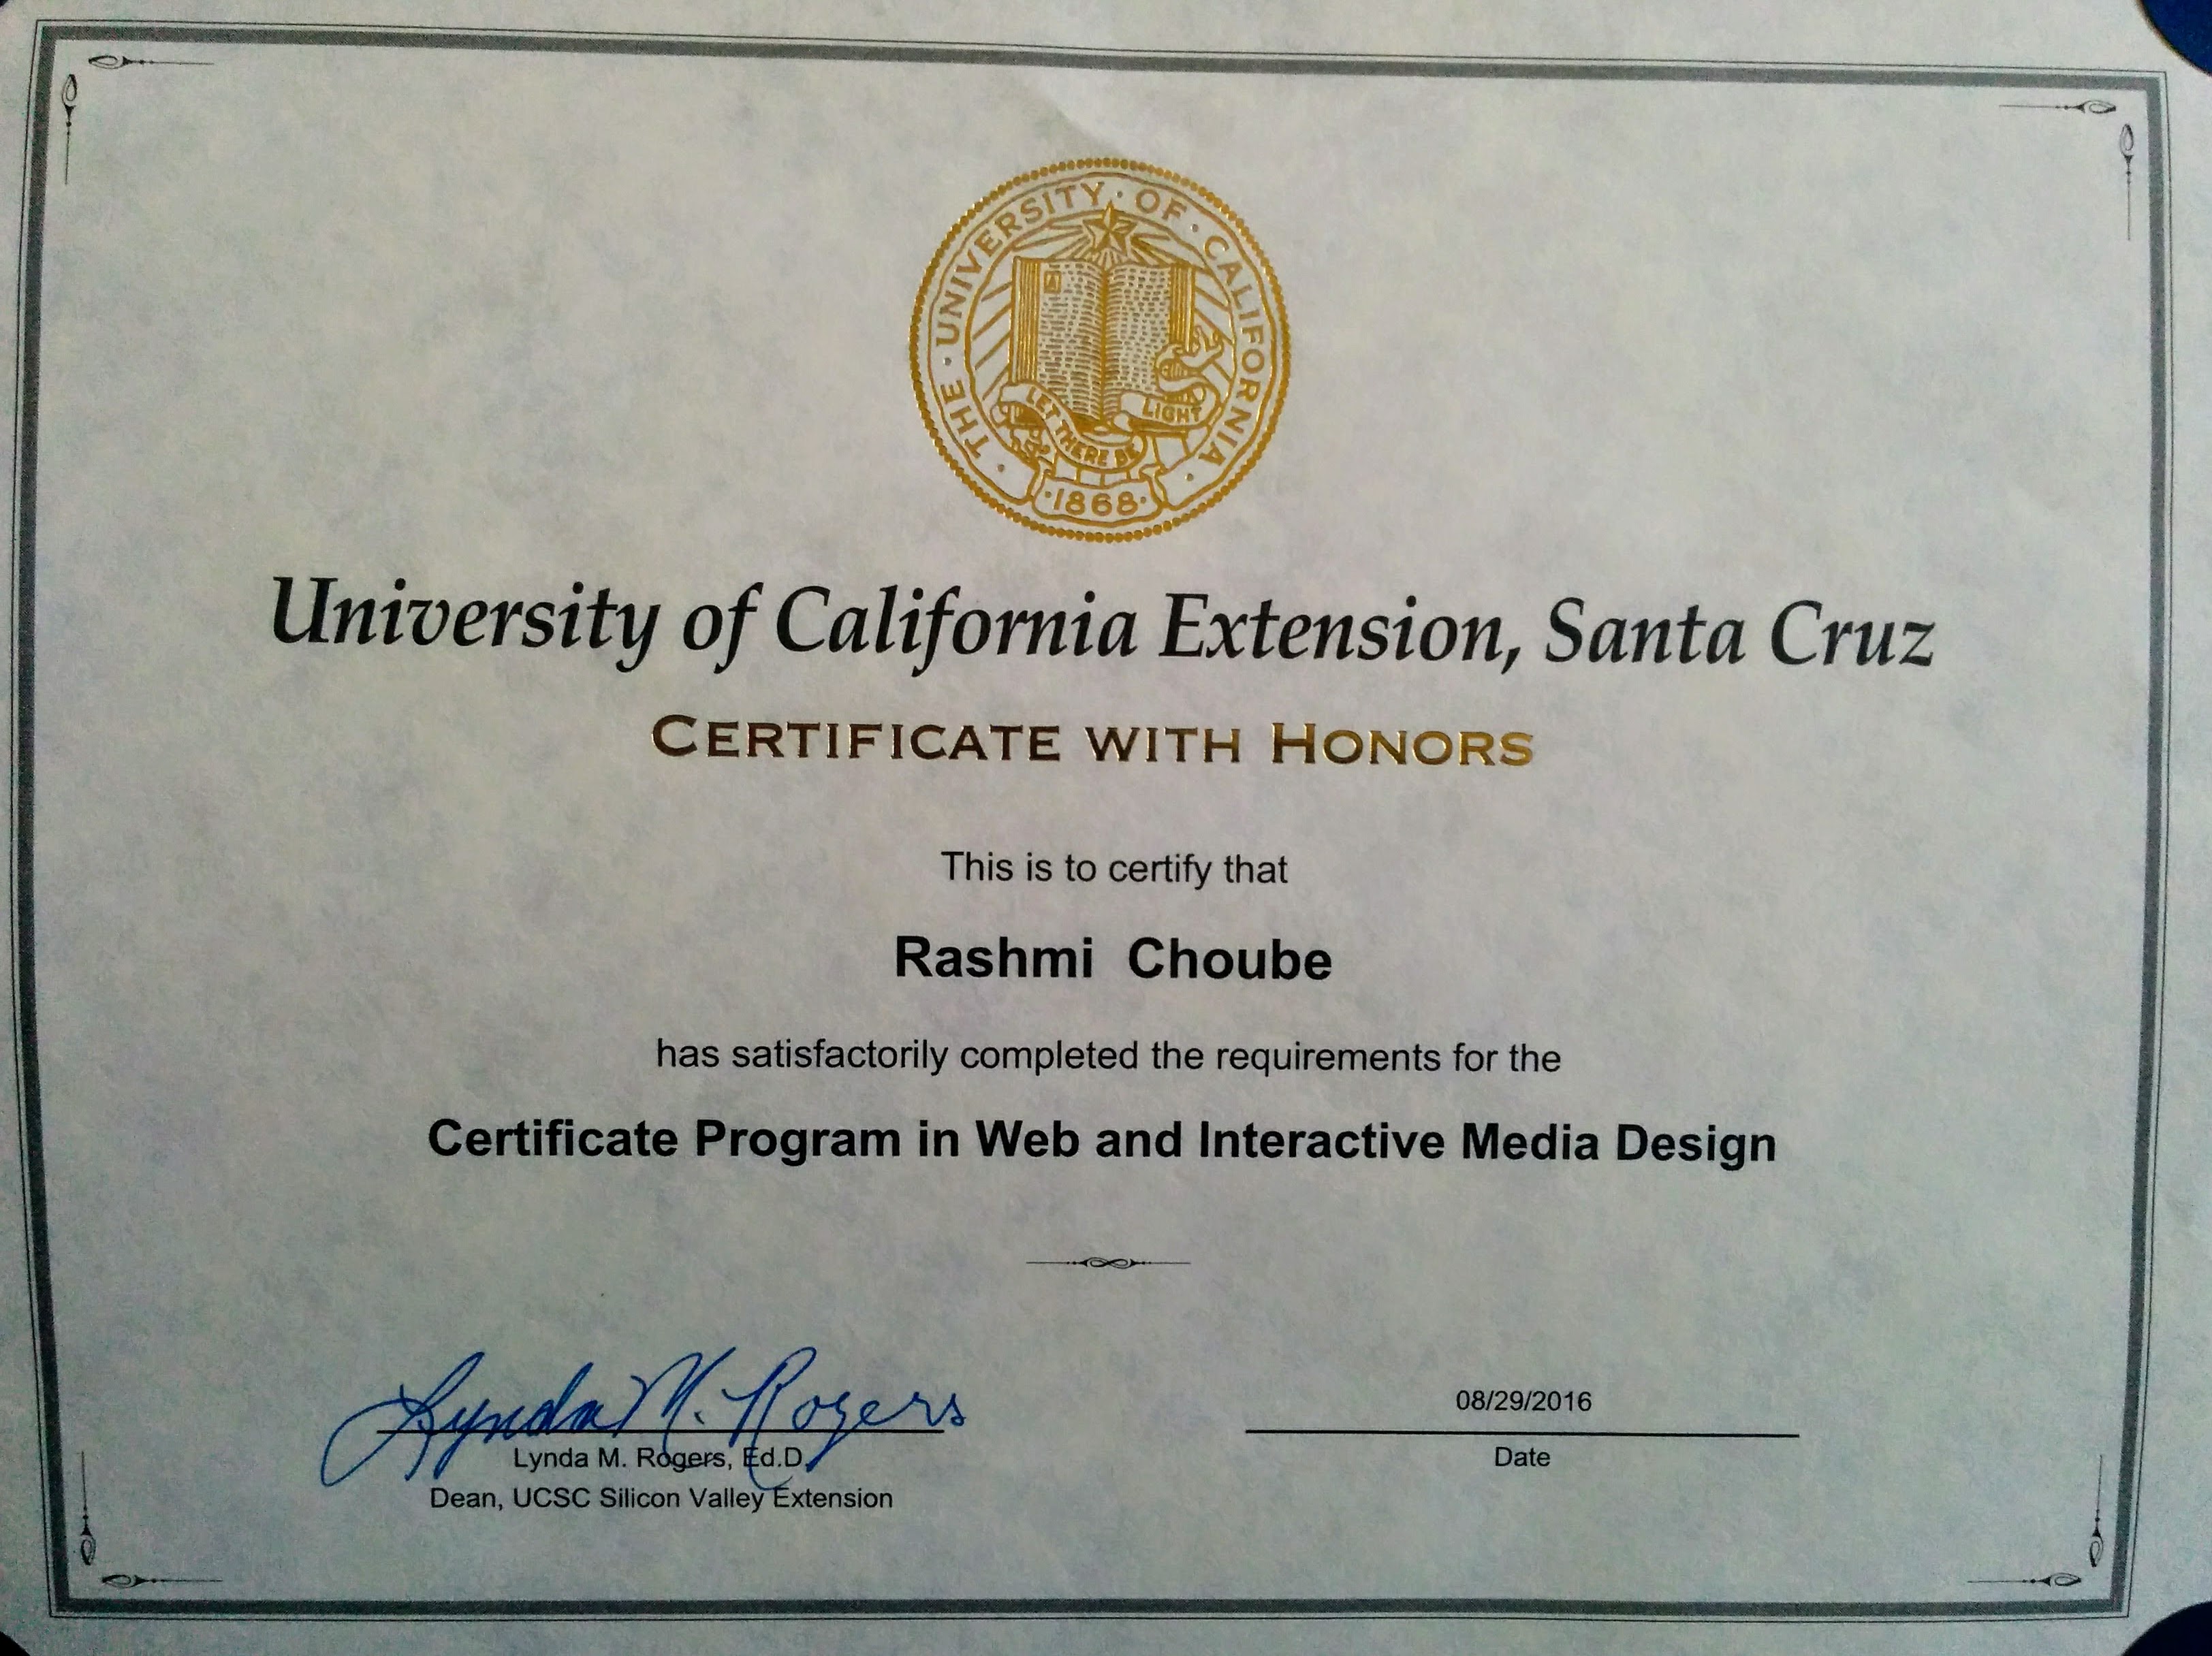 THE · UNIVERSITY · OF · CALIFORNIA
A
LET THERE BE LIGHT
·1868·
University of California Extension, Santa Cruz
CERTIFICATE WITH HONORS
This is to certify that
Rashmi Choube
has satisfactorily completed the requirements for the
Certificate Program in Web and Interactive Media Design
Lynda M. Rogers
08/29/2016
Lynda M. Rogers, Ed.D.
Date
Dean, UCSC Silicon Valley Extension